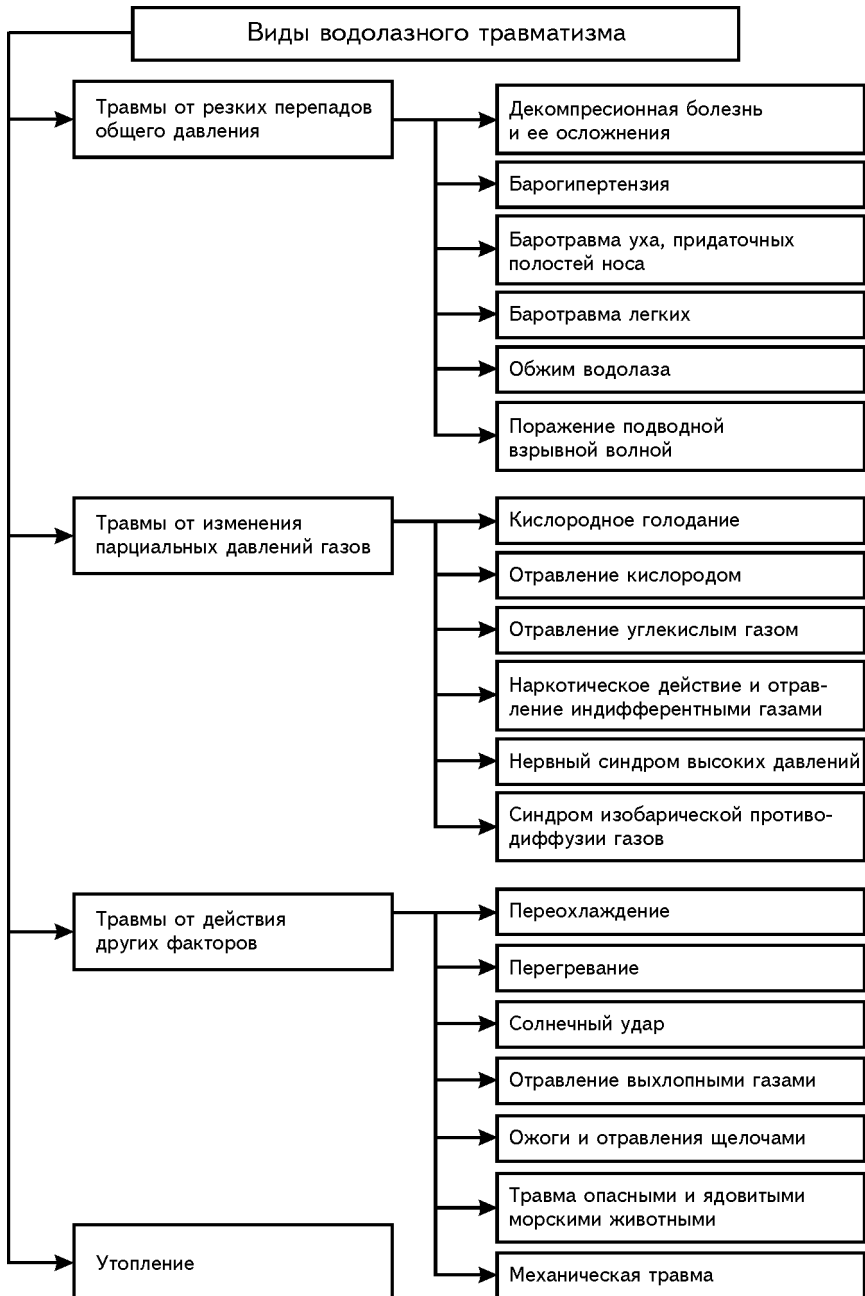 Виды водолазного травматизма
Травмы от резких перепадов
общего давления
Декомпресионная болезнь
и ее осложнения
Барогипертензия
Баротравма уха, придаточных
полостей носа
Баротравма легких
Обжим водолаза
Поражение подводной
взрывной волной
Травмы от изменения
парциальных давлений газов
Кислородное голодание
Отравление кислородом
Отравление углекислым газом
Наркотическое действие и отрав-
ление индифферентными газами
Нервный синдром высоких давлений
Синдром изобарической противо-
диффузии газов
Травмы от действия
других факторов
Переохлаждение
Перегревание
Солнечный удар
Отравление выхлопными газами
Ожоги и отравления щелочами
Травма опасными и ядовитыми
морскими животными
Механическая травма
Утопление